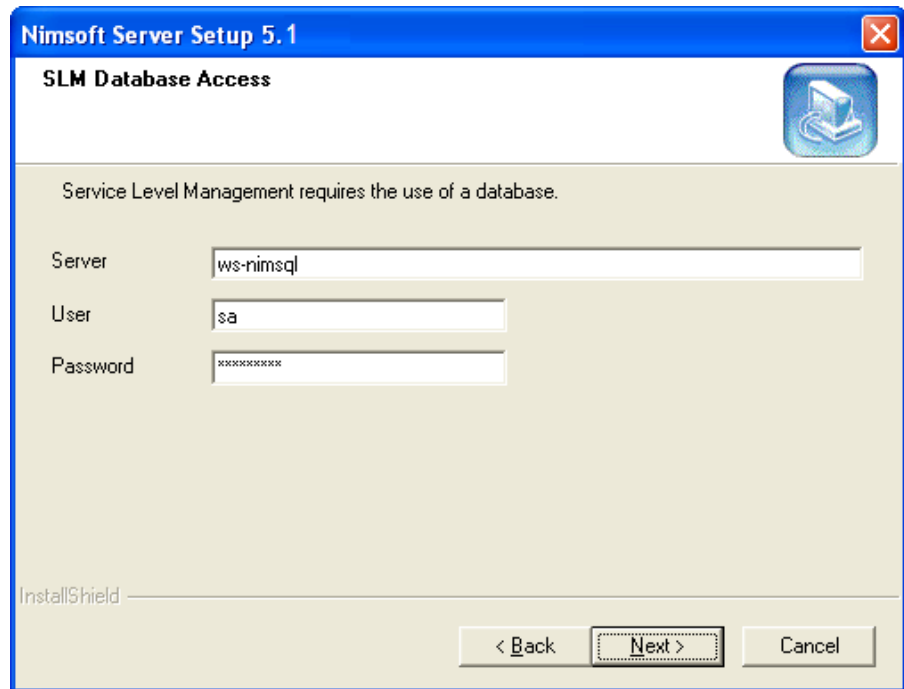 Nimsoft Server Setup 5.1
SLM Database Access
Service Level Management requires the use of a database.
Server ws-nimsql
User sa
Password *********
InstallShield
< Back Next > Cancel